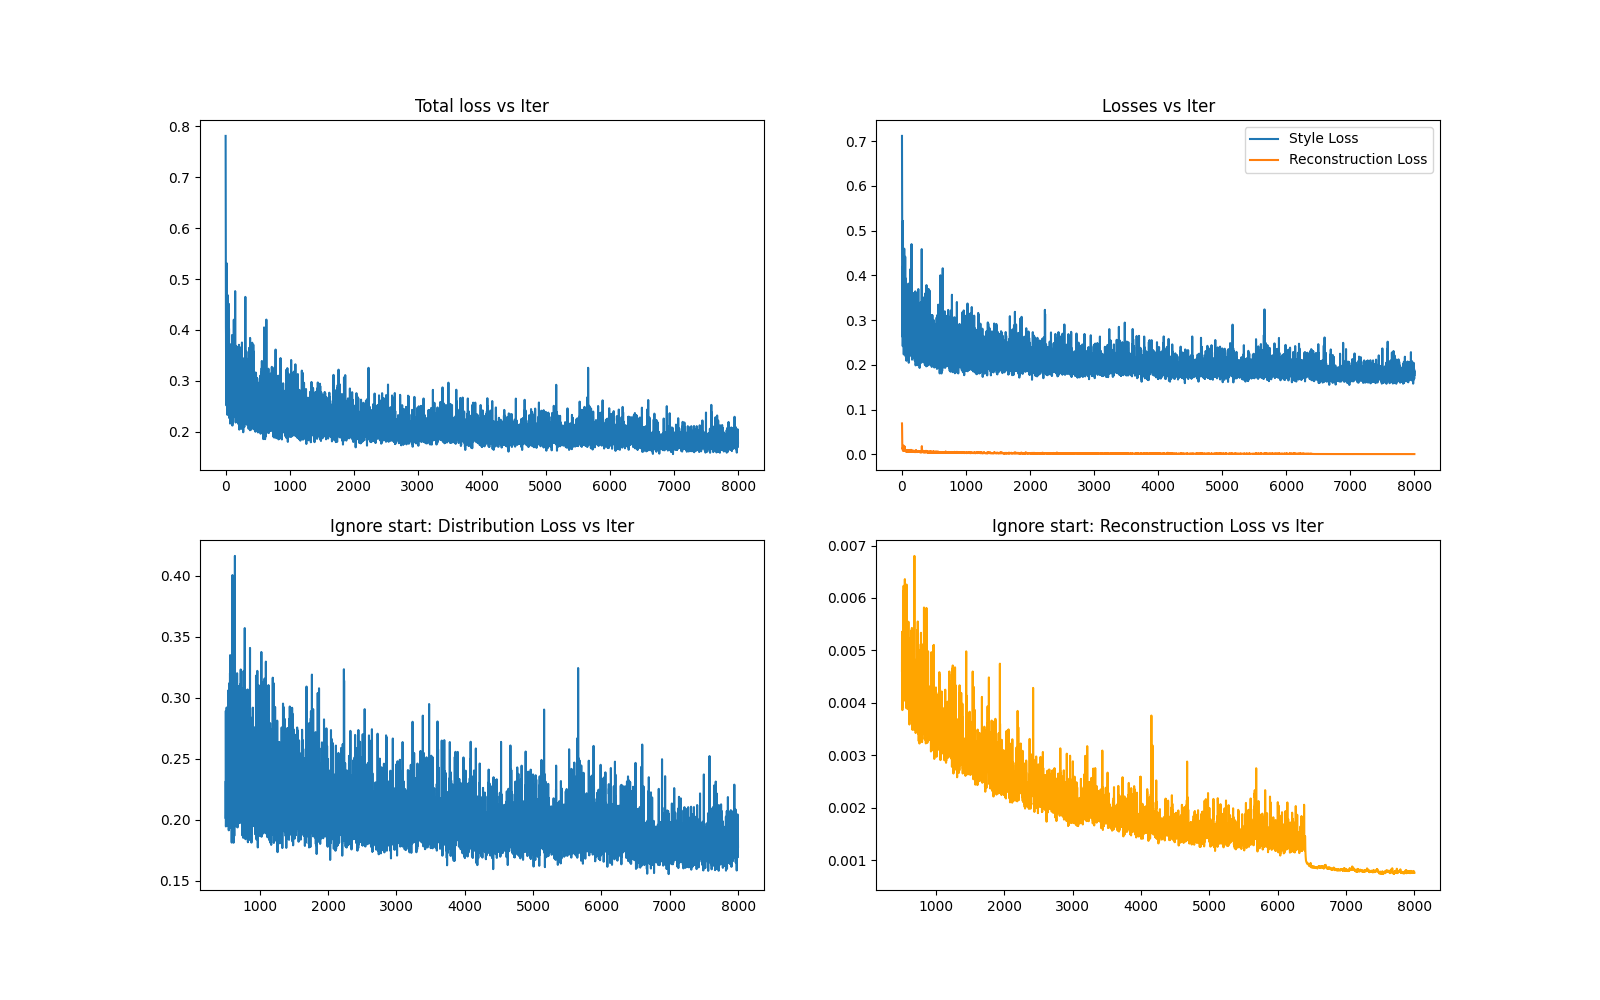 Total loss vs Iter
0.8
0.7
0.6
0.5
0.4
0.3
0.2
0 1000 2000 3000 4000 5000 6000 7000 8000
Losses vs Iter
Style Loss
Reconstruction Loss
0.7
0.6
0.5
0.4
0.3
0.2
0.1
0.0
0 1000 2000 3000 4000 5000 6000 7000 8000
Ignore start: Distribution Loss vs Iter
0.40
0.35
0.30
0.25
0.20
0.15
1000 2000 3000 4000 5000 6000 7000 8000
Ignore start: Reconstruction Loss vs Iter
0.007
0.006
0.005
0.004
0.003
0.002
0.001
1000 2000 3000 4000 5000 6000 7000 8000